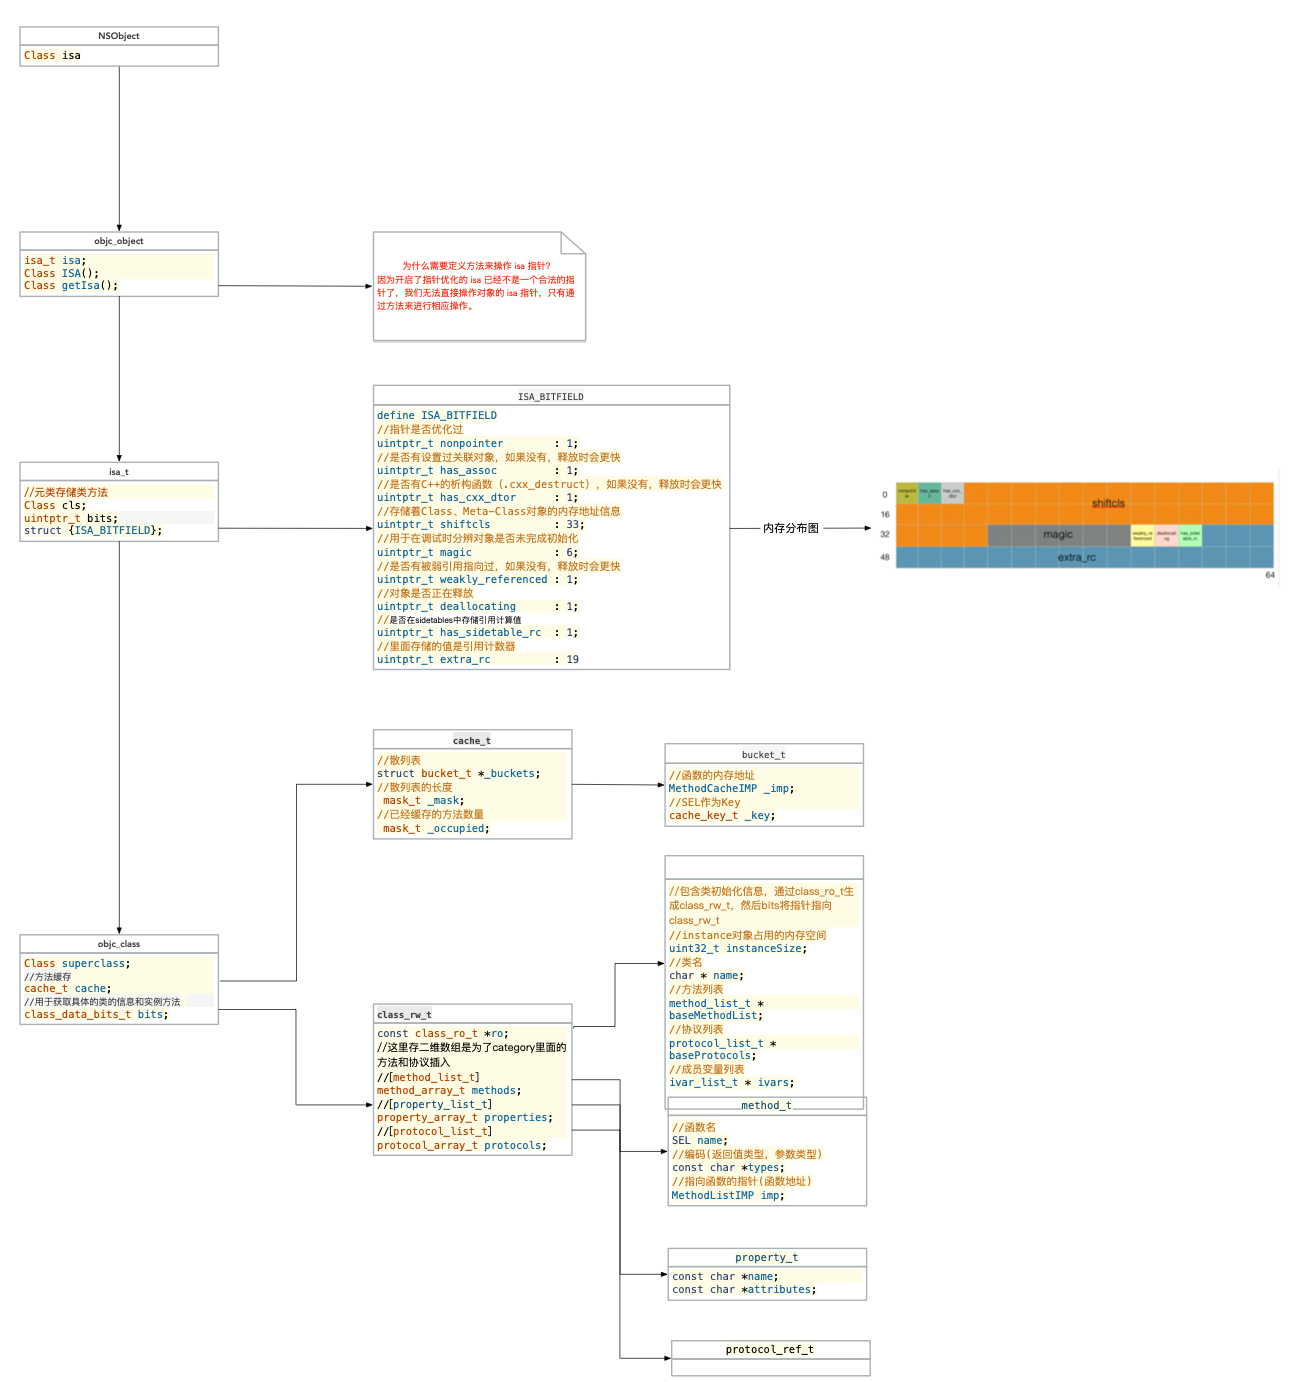 NSObject
Class isa
objc_object
isa_t isa;
Class ISA();
Class getIsa();
为什么需要定义方法来操作 isa 指针?
因为开启了指针优化的 isa 已经不是一个合法的指
针了，我们无法直接操作对象的 isa 指针，只有通
过方法来进行相应操作。
isa_t
//元类存储类方法
Class cls;
uintptr_t bits;
struct {ISA_BITFIELD};
ISA_BITFIELD
define ISA_BITFIELD
//指针是否优化过
uintptr_t nonpointer : 1;
//是否有设置过关联对象，如果没有，释放时会更快
uintptr_t has_assoc : 1;
//是否有C++的析构函数（.cxx_destruct），如果没有，释放时会更快
uintptr_t has_cxx_dtor : 1;
//存储着Class、Meta-Class对象的内存地址信息
uintptr_t shiftcls : 33;
//用于在调试时分辨对象是否未完成初始化
uintptr_t magic : 6;
//是否有被弱引用指向过，如果没有，释放时会更快
uintptr_t weakly_referenced : 1;
//对象是否正在释放
uintptr_t deallocating : 1;
//是否在sidetables中存储引用计算值
uintptr_t has_sidetable_rc : 1;
//里面存储的值是引用计数器
uintptr_t extra_rc : 19
内存分布图
0
16
32
48
64
shiftcls
magic
extra_rc
cache_t
//散列表
struct bucket_t *_buckets;
//散列表的长度
mask_t _mask;
//已经缓存的方法数量
mask_t _occupied;
bucket_t
//函数的内存地址
MethodCacheIMP _imp;
//SEL作为Key
cache_key_t _key;
objc_class
Class superclass;
//方法缓存
cache_t cache;
//用于获取具体的类的信息和实例方法
class_data_bits_t bits;
class_rw_t
const class_ro_t *ro;
//这里存二维数组是为了category里面的
方法和协议插入
//[method_list_t]
method_array_t methods;
//[property_list_t]
property_array_t properties;
//[protocol_list_t]
protocol_array_t protocols;
//包含类初始化信息，通过class_ro_t生
成class_rw_t，然后bits将指针指向
class_rw_t
//instance对象占用的内存空间
uint32_t instanceSize;
//类名
char * name;
//方法列表
method_list_t *
baseMethodList;
//协议列表
protocol_list_t *
baseProtocols;
//成员变量列表
ivar_list_t * ivars;
method_t
//函数名
SEL name;
//编码(返回值类型，参数类型)
const char *types;
//指向函数的指针(函数地址)
MethodListIMP imp;
property_t
const char *name;
const char *attributes;
protocol_ref_t